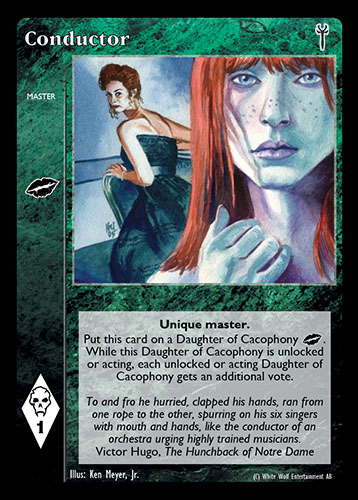 Conductor
MASTER
Unique master.
Put this card on a Daughter of Cacophony.
While this Daughter of Cacophony is unlocked
or acting, each unlocked or acting Daughter of
Cacophony gets an additional vote.
To and fro he hurried, clapped his hands, ran from
one rope to the other, spurring on his six singers
with mouth and hands, like the conductor of an
orchestra urging highly trained musicians.
Victor Hugo, The Hunchback of Notre Dame
1
Illus: Ken Meyer, Jr.
(C) White Wolf Entertainment AB